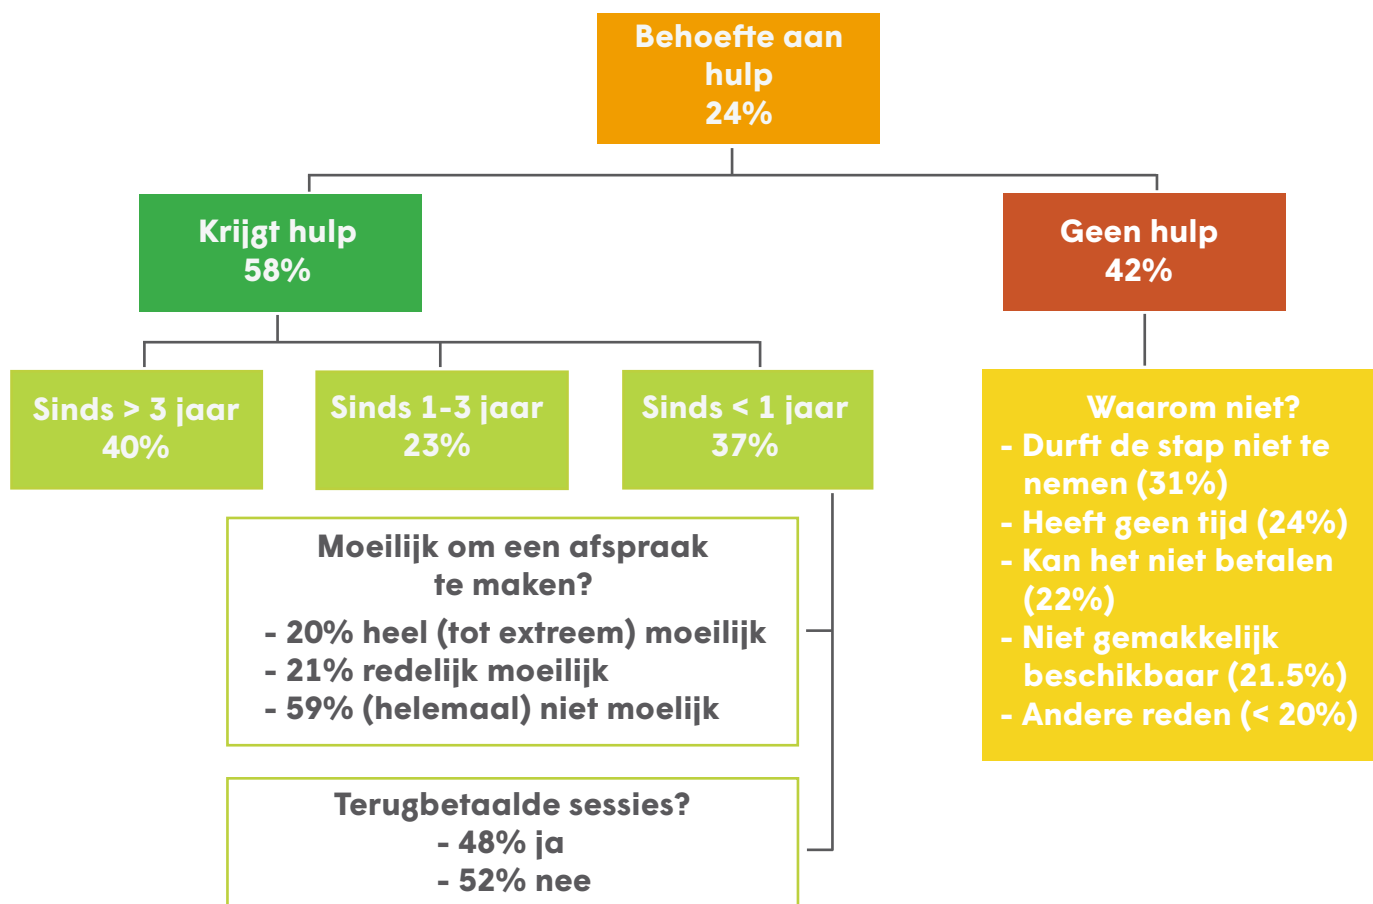 Behoefte aan
hulp
24%
Krijgt hulp
58%
Geen hulp
42%
Sinds > 3 jaar
40%
Sinds 1-3 jaar
23%
Sinds < 1 jaar
37%
Moeilijk om een afspraak
te maken?
- 20% heel (tot extreem) moeilijk
- 21% redelijk moeilijk
- 59% (helemaal) niet moelijk
Terugbetaalde sessies?
- 48% ja
- 52% nee
Waarom niet?
- Durft de stap niet te
nemen (31%)
- Heeft geen tijd (24%)
- Kan het niet betalen
(22%)
- Niet gemakkelijk
beschikbaar (21.5%)
- Andere reden (< 20%)